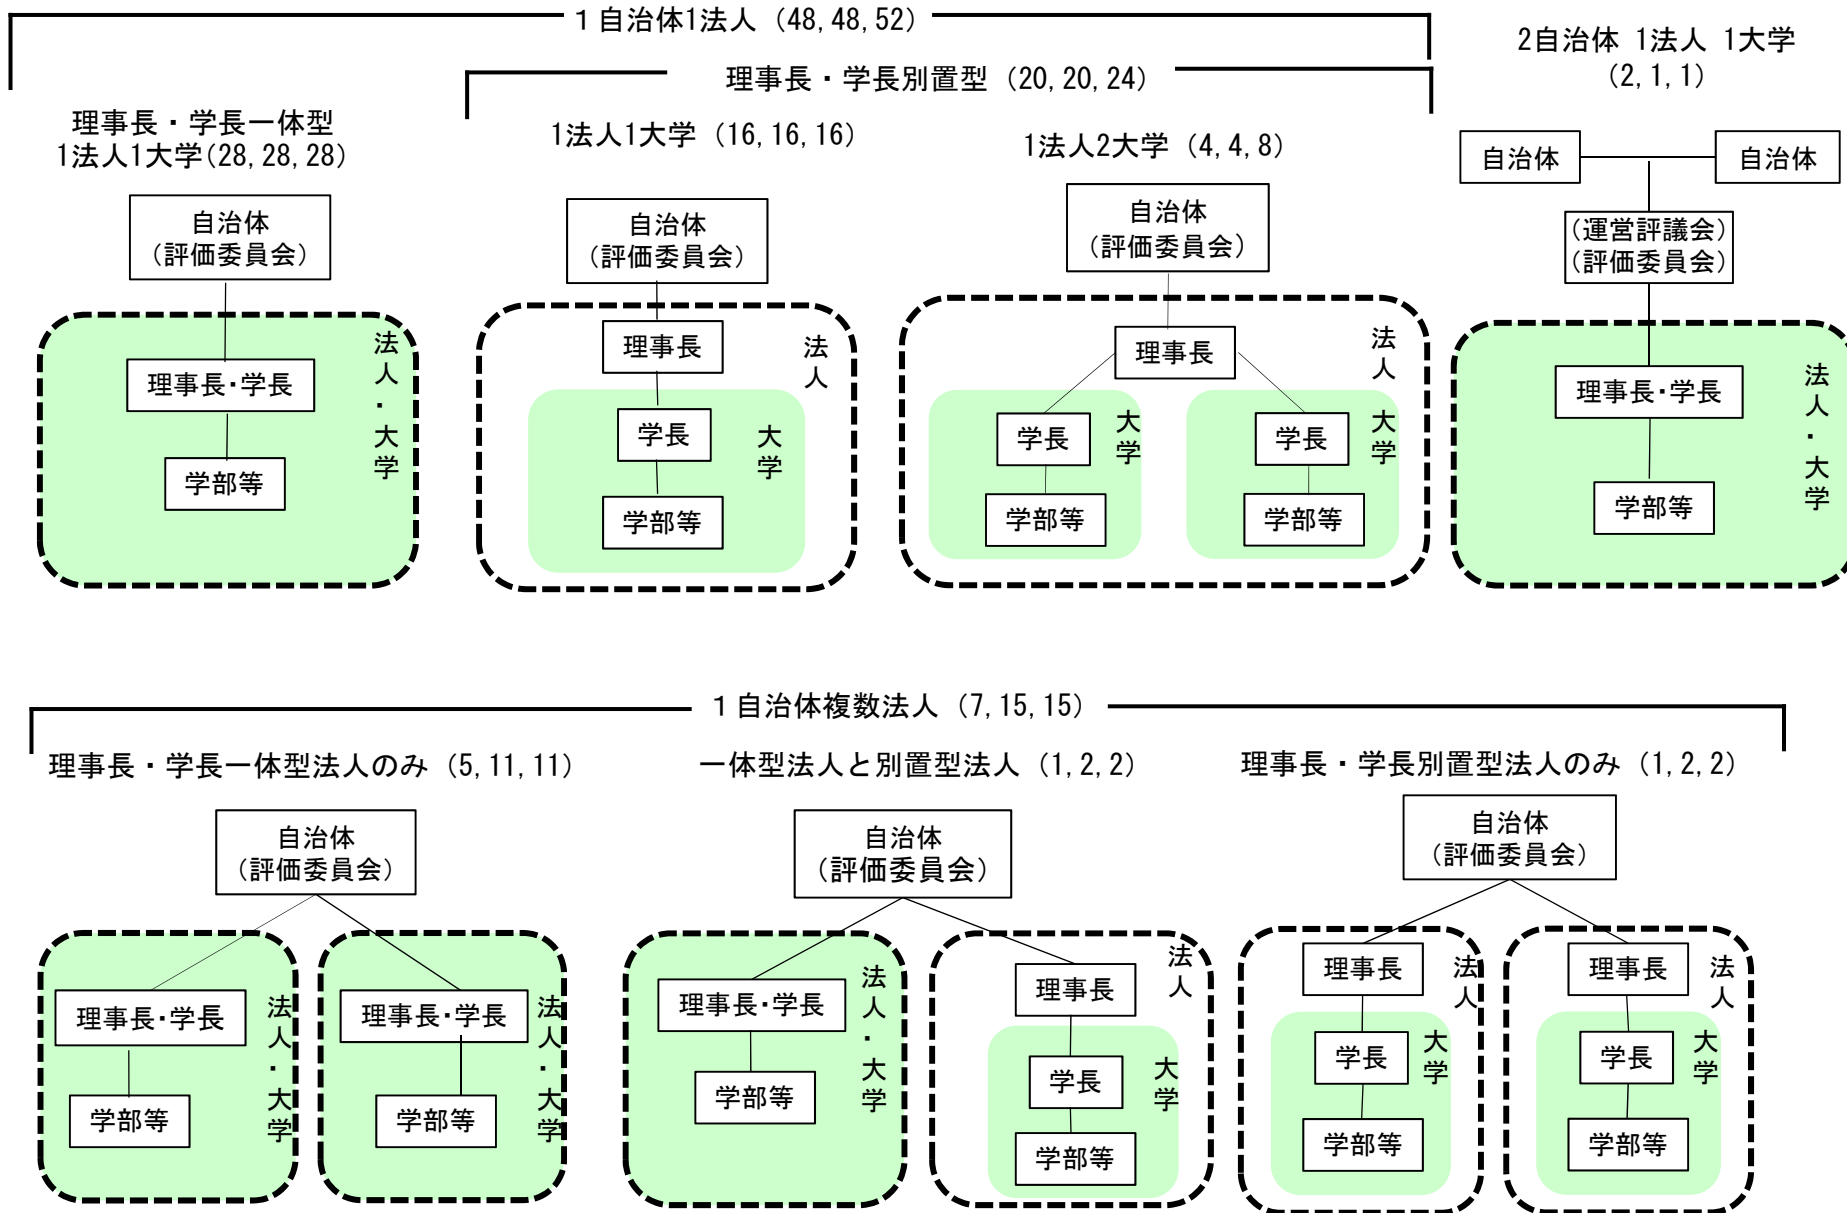 １自治体1法人（48,48,52）
理事長・学長別置型（20,20,24）
2自治体 1法人 1大学
（2,1,1）
理事長・学長一体型
1法人1大学(28,28,28)
自治体
（評価委員会）
理事長・学長
学部等
法人・大学
1法人1大学（16,16,16）
自治体
（評価委員会）
理事長
法人
学長
大学
学部等
1法人2大学（4,4,8）
自治体
（評価委員会）
理事長
法人
学長
大学
学部等
学長
大学
学部等
自治体
自治体
（運営評議会）
（評価委員会）
理事長・学長
学部等
法人・大学
１自治体複数法人（7,15,15）
理事長・学長一体型法人のみ（5,11,11）
自治体
（評価委員会）
理事長・学長
学部等
法人・大学
理事長・学長
学部等
法人・大学
一体型法人と別置型法人（1,2,2）
自治体
（評価委員会）
理事長・学長
学部等
法人・大学
理事長
法人
学長
大学
学部等
理事長・学長別置型法人のみ（1,2,2）
自治体
（評価委員会）
理事長
法人
学長
大学
学部等
理事長
法人
学長
大学
学部等